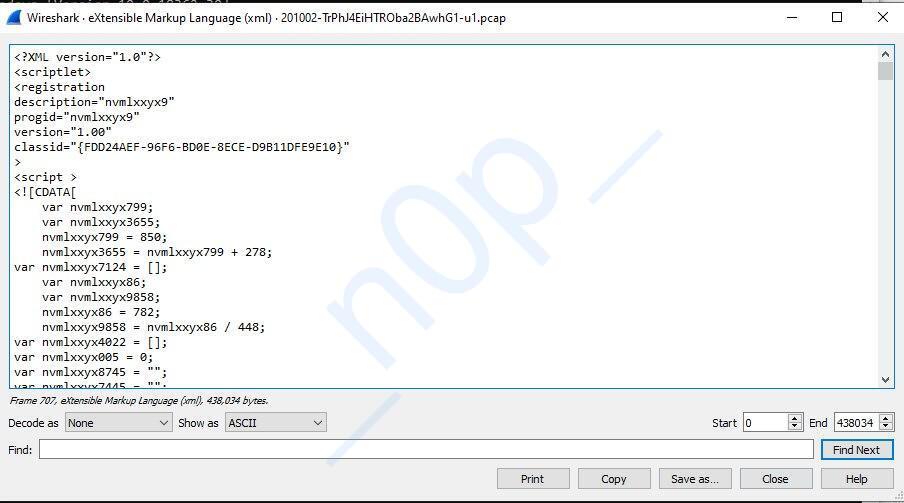 Wireshark · eXtensible Markup Language (xml) · 201002-TrPhJ4EiHTROba2BAwhG1-u1.pcap
<?XML version="1.0"?>
<scriptlet>
<registration
description="nvmlxxyx9"
progid="nvmlxxyx9"
version="1.00"
classid="{FDD24AEF-96F6-BD0E-8ECE-D9B11DFE9E10}"
>
<script >
<![CDATA[
var nvmlxxyx799;
var nvmlxxyx3655;
nvmlxxyx799 = 850;
nvmlxxyx3655 = nvmlxxyx799 + 278;
var nvmlxxyx7124 = [];
var nvmlxxyx86;
var nvmlxxyx9858;
nvmlxxyx86 = 782;
nvmlxxyx9858 = nvmlxxyx86 / 448;
var nvmlxxyx4022 = [];
var nvmlxxyx005 = 0;
var nvmlxxyx8745 = "";
var nvmlxxyx7445 = "";
Frame 707, eXtensible Markup Language (xml), 438,034 bytes.
Decode as None Show as ASCII Start 0 End 438034
Find: Find Next
Print Copy Save as... Close Help
_n0p_